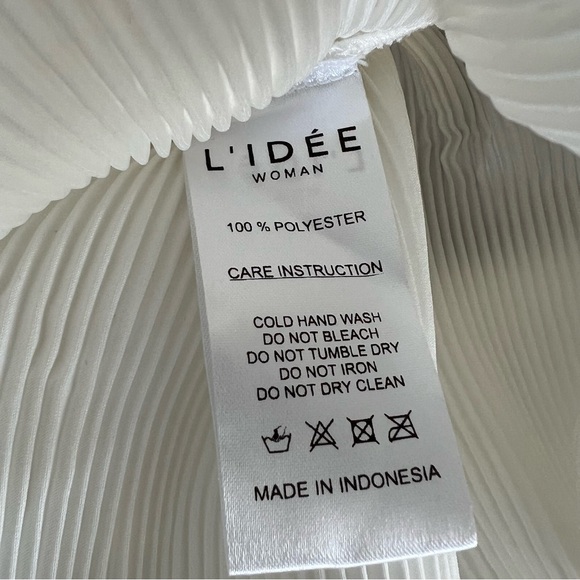 L'IDÉE
WOMAN
100 % POLYESTER
CARE INSTRUCTION
COLD HAND WASH
DO NOT BLEACH
DO NOT TUMBLE DRY
DO NOT IRON
DO NOT DRY CLEAN
MADE IN INDONESIA